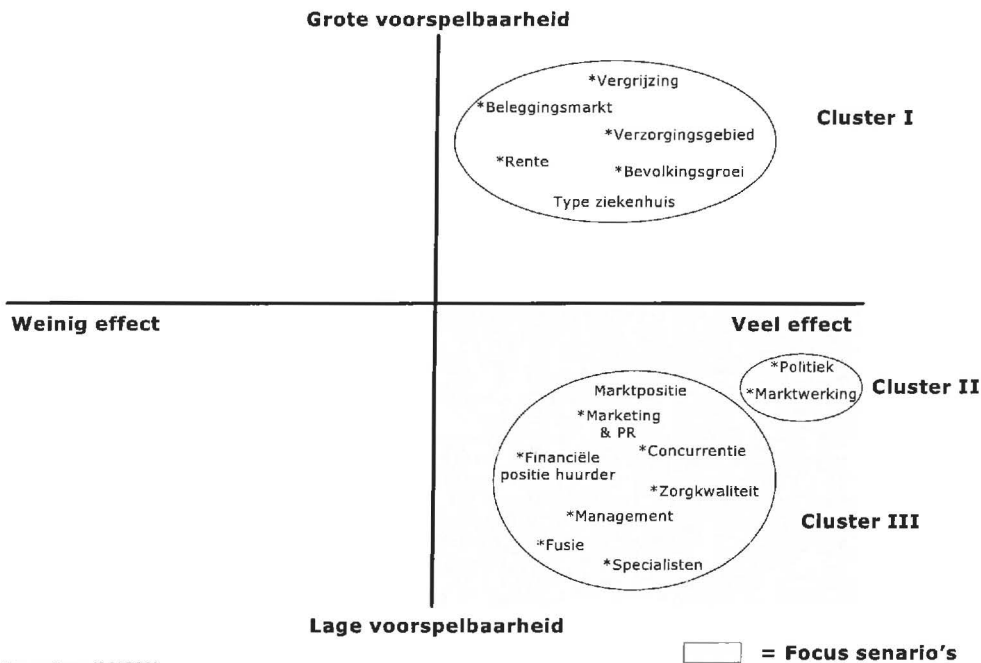 Grote voorspelbaarheid
*Vergrijzing
*Beleggingsmarkt
Cluster I
*Verzorgingsgebied
*Rente
*Bevolkingsgroei
Type ziekenhuis
Weinig effect
Veel effect
*Politiek
*Marktwerking
Cluster II
Marktpositie
*Marketing
& PR
*Concurrentie
*Financiële
positie huurder
*Zorgkwaliteit
*Management
Cluster III
*Fusie
*Specialisten
Lage voorspelbaarheid
= Focus senario's